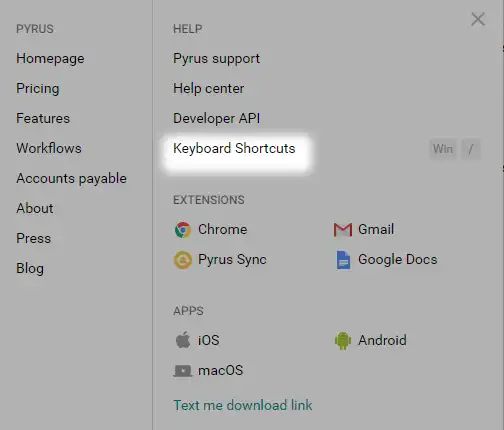 PYRUS
Homepage
Pricing
Features
Workflows
Accounts payable
About
Press
Blog
HELP
Pyrus support
Help center
Developer API
Keyboard Shortcuts Win /
EXTENSIONS
Chrome Gmail
Pyrus Sync Google Docs
APPS
iOS Android
macOS
Text me download link